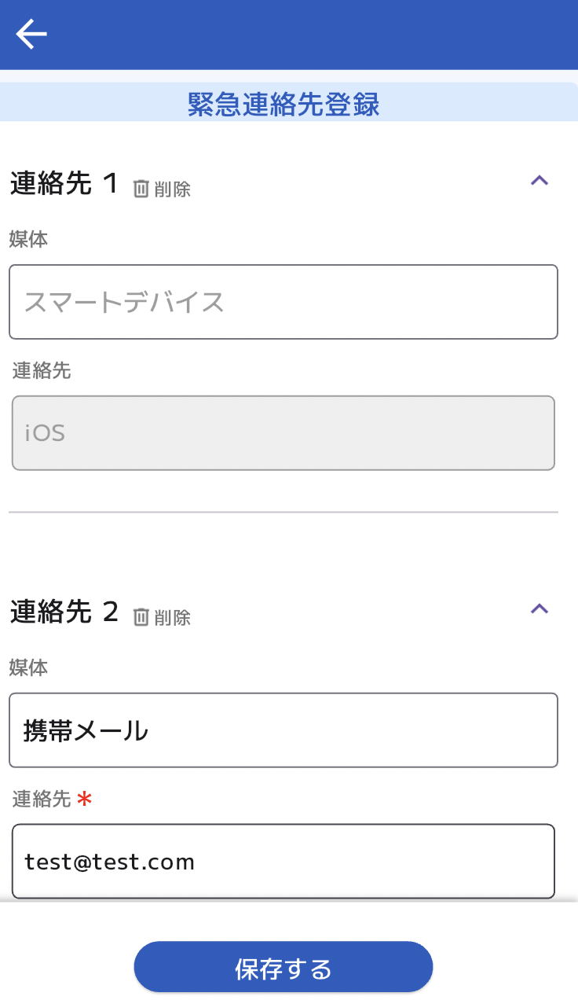 緊急連絡先登録
連絡先 1 削除
媒体
スマートデバイス
連絡先
iOS
連絡先 2 削除
媒体
携帯メール
連絡先 *
test@test.com
保存する